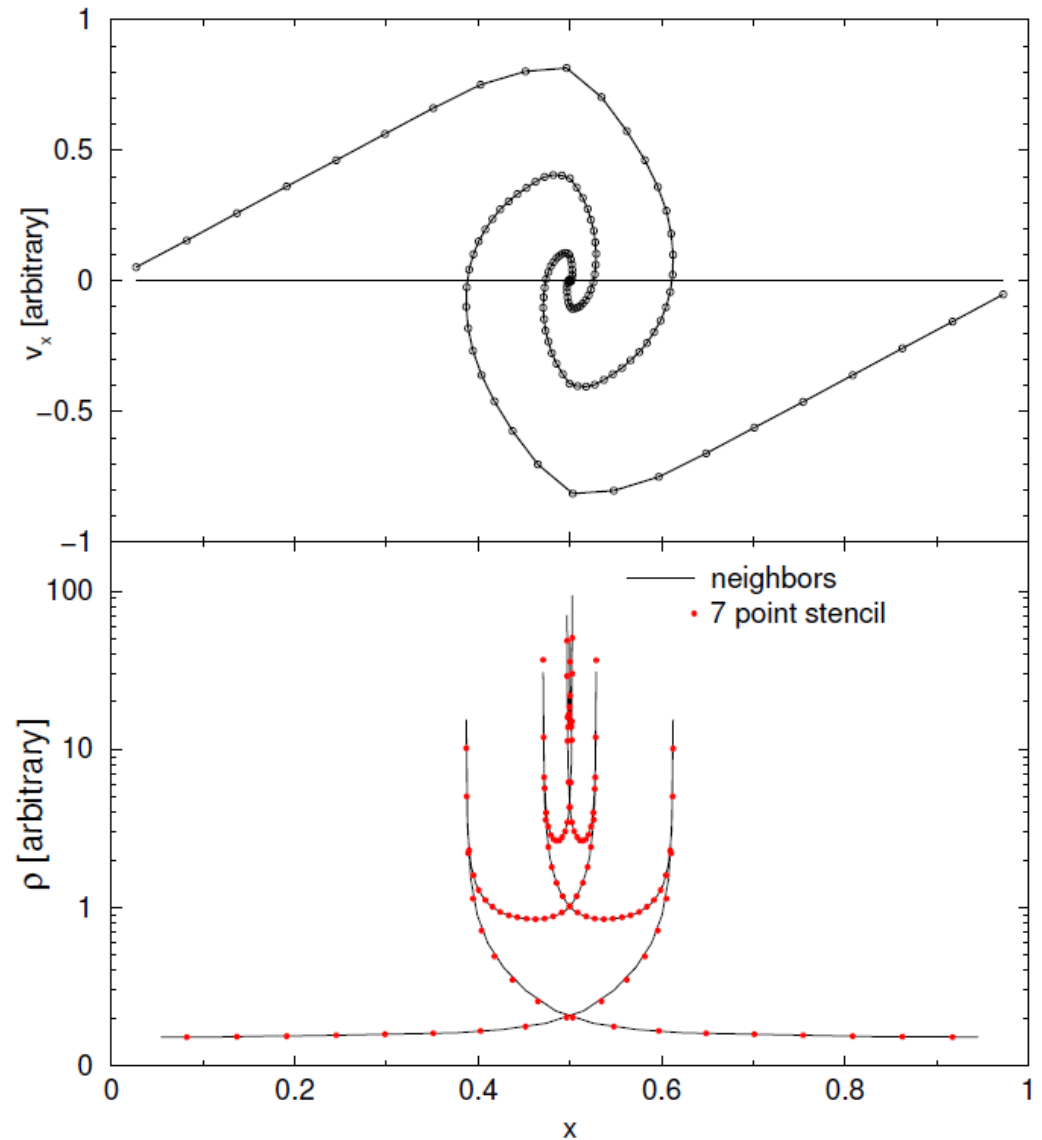 1
0.5
0
−0.5
−1
v_x [arbitrary]
neighbors
7 point stencil
100
10
1
0
ρ [arbitrary]
0 0.2 0.4 0.6 0.8 1
x